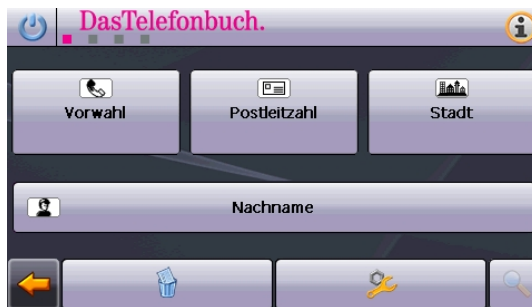 DasTelefonbuch.
Vorwahl
Postleitzahl
Stadt
Nachname